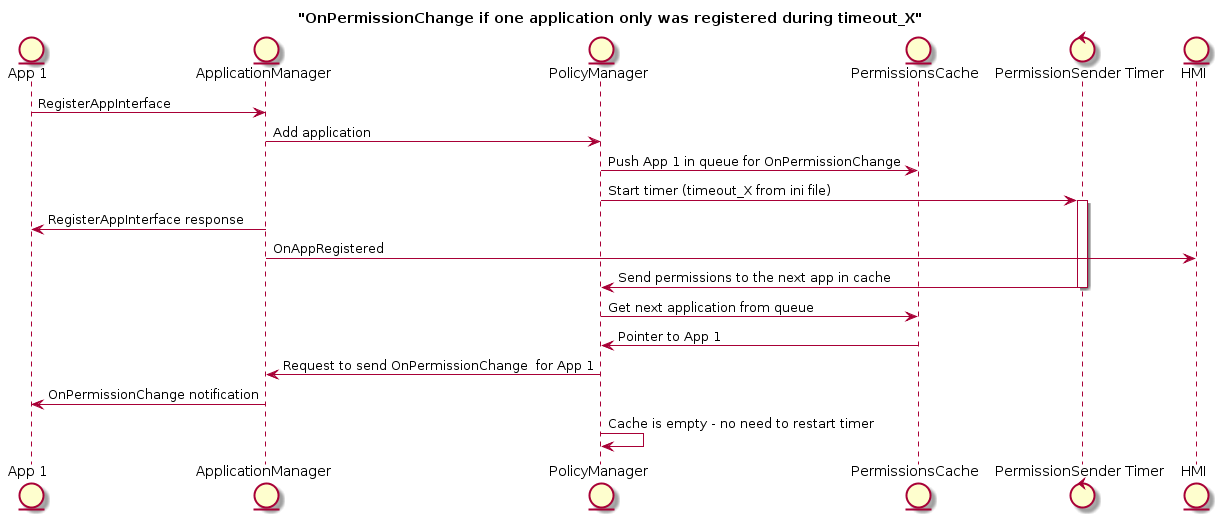 "OnPermissionChange if one application only was registered during timeout_X"
App 1 ApplicationManager PolicyManager PermissionsCache PermissionSender Timer HMI
RegisterAppInterface
Add application
Push App 1 in queue for OnPermissionChange
Start timer (timeout_X from ini file)
RegisterAppInterface response
OnAppRegistered
Send permissions to the next app in cache
Get next application from queue
Pointer to App 1
Request to send OnPermissionChange  for App 1
OnPermissionChange notification
Cache is empty - no need to restart timer
App 1 ApplicationManager PolicyManager PermissionsCache PermissionSender Timer HMI